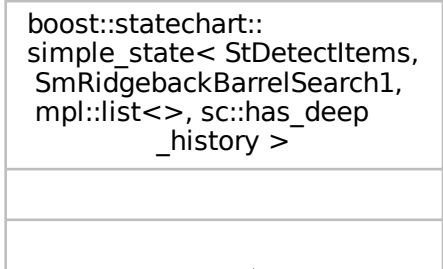 boost::statechart::
simple_state< StDetectItems,
SmRidgebackBarrelSearch1,
mpl::list<>, sc::has_deep
_history >